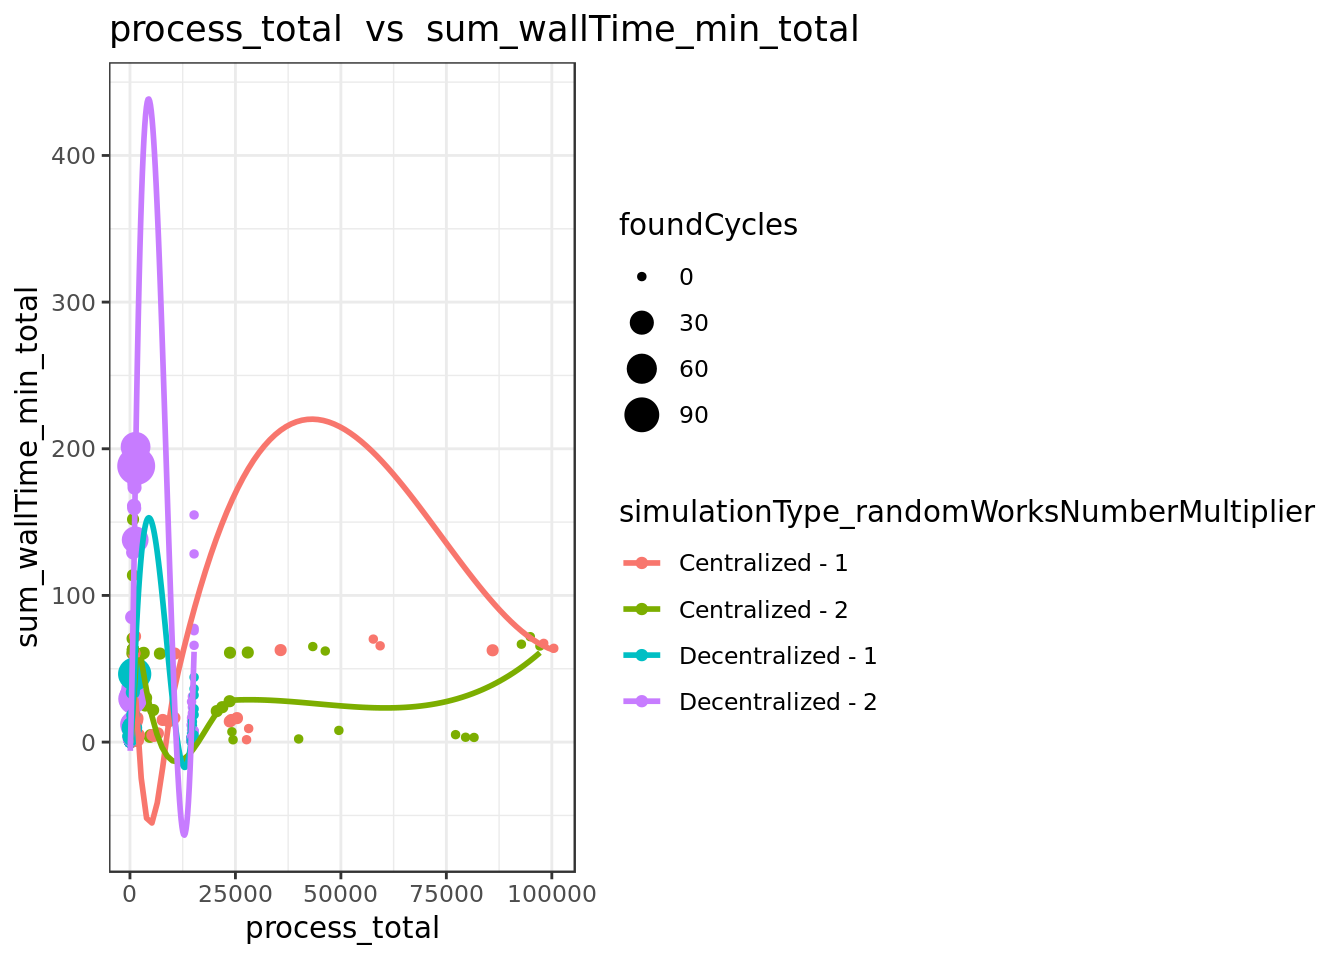 process_total vs sum_wallTime_min_total
sum_wallTime_min_total
400
300
200
100
0
0 25000 50000 75000 100000
process_total
foundCycles
0
30
60
90
simulationType_randomWorksNumberMultiplier
Centralized - 1
Centralized - 2
Decentralized - 1
Decentralized - 2